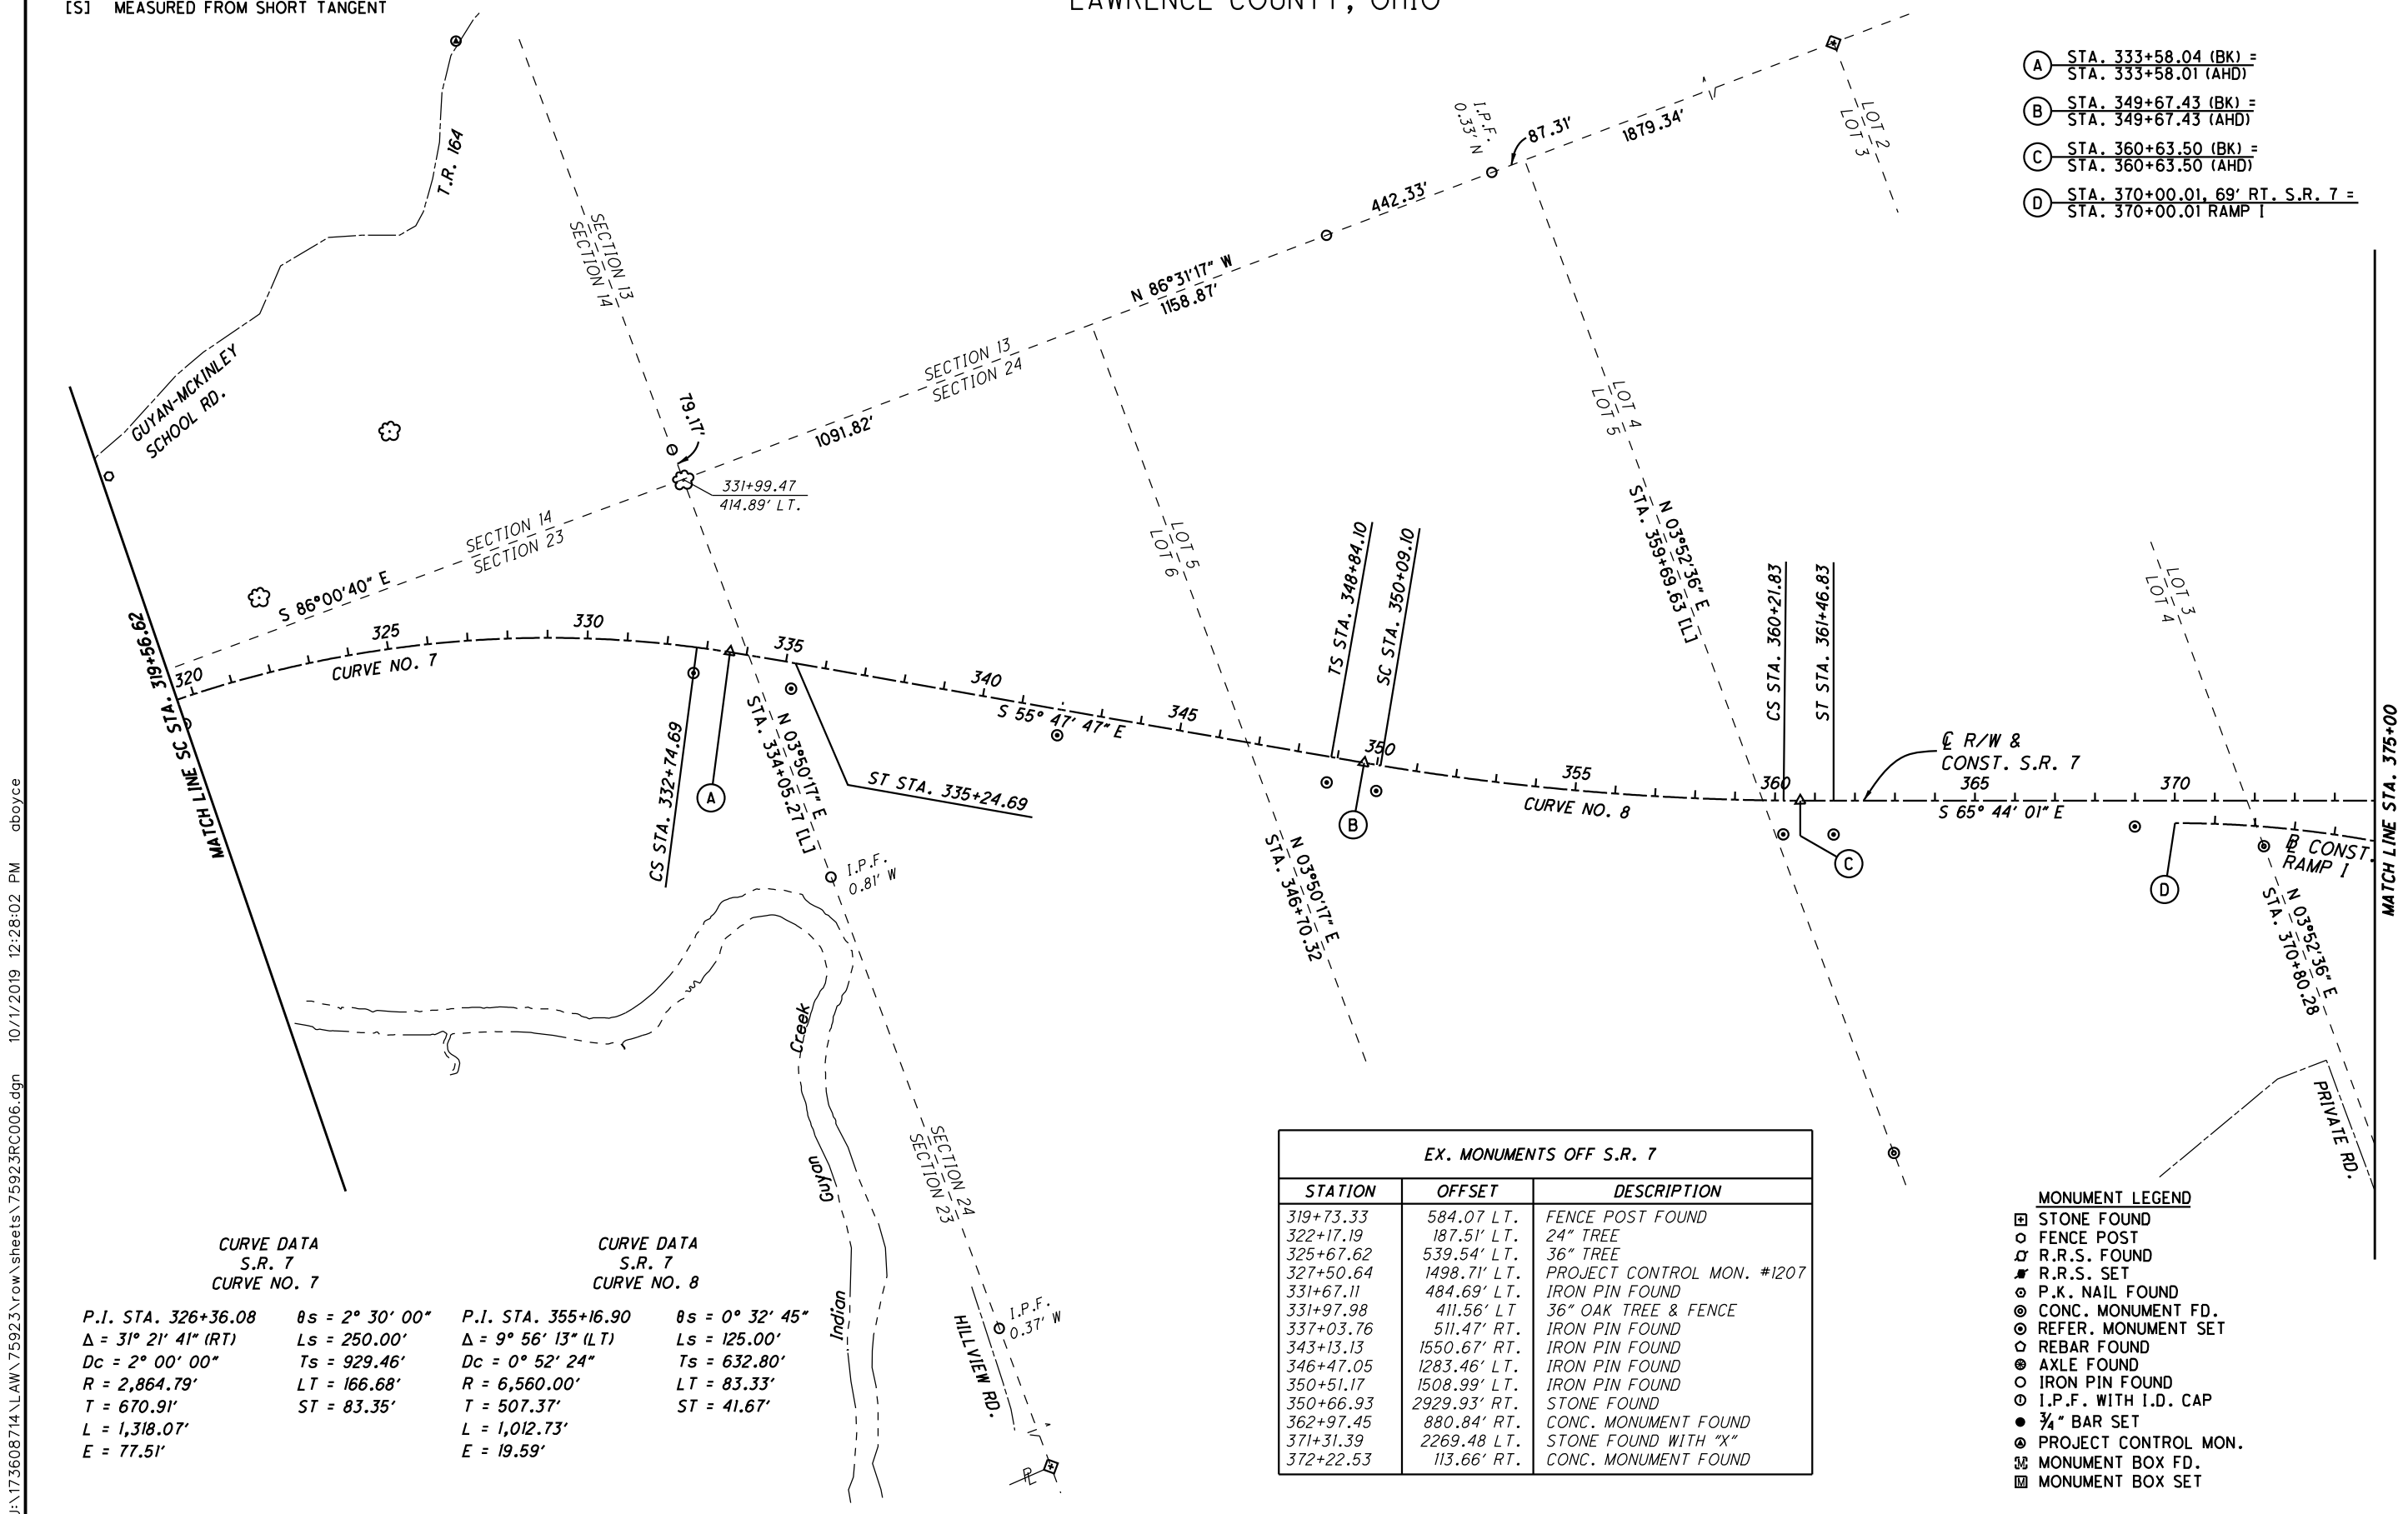 [S] MEASURED FROM SHORT TANGENT
LAWRENCE COUNTY, OHIO
A STA. 333+58.04 (BK) =
STA. 333+58.01 (AHD)
B STA. 349+67.43 (BK) =
STA. 349+67.43 (AHD)
C STA. 360+63.50 (BK) =
STA. 360+63.50 (AHD)
D STA. 370+00.01, 69' RT. S.R. 7 =
STA. 370+00.01 RAMP I
T.R. 164
GUYAN-MCKINLEY
SCHOOL RD.
SECTION 13
SECTION 14
79.17'
331+99.47
414.89' LT.
1091.82'
SECTION 13
SECTION 24
N 86°31'17" W
1158.87'
442.33'
I.P.F.
0.33' N
87.31'
1879.34'
LOT 2
LOT 3
SECTION 14
SECTION 23
S 86°00'40" E
LOT 5
LOT 6
LOT 4
LOT 5
N 03°52'36" E
STA. 359+69.63 [L]
LOT 3
LOT 4
MATCH LINE SC STA. 319+56.62
320
325
330
335
340
345
350
355
360
365
370
CURVE NO. 7
S 55° 47' 47" E
CURVE NO. 8
S 65° 44' 01" E
TS STA. 348+84.10
SC STA. 350+09.10
CS STA. 360+21.83
ST STA. 361+46.83
℄ R/W &
CONST. S.R. 7
MATCH LINE STA. 375+00
CS STA. 332+74.69
A
N 03°50'17" E
STA. 334+05.27 [L]
ST STA. 335+24.69
B
C
D
CONST.
RAMP I
N 03°50'17" E
STA. 346+70.32
N 03°52'36" E
STA. 370+80.28
PRIVATE RD.
I.P.F.
0.81' W
Indian
Guyan
Creek
SECTION 24
SECTION 23
HILLVIEW RD.
I.P.F.
0.37' W
PL
CURVE DATA
S.R. 7
CURVE NO. 7
P.I. STA. 326+36.08 θs = 2° 30' 00"
Δ = 31° 21' 41" (RT) Ls = 250.00'
Dc = 2° 00' 00" Ts = 929.46'
R = 2,864.79' LT = 166.68'
T = 670.91' ST = 83.35'
L = 1,318.07'
E = 77.51'
CURVE DATA
S.R. 7
CURVE NO. 8
P.I. STA. 355+16.90 θs = 0° 32' 45"
Δ = 9° 56' 13" (LT) Ls = 125.00'
Dc = 0° 52' 24" Ts = 632.80'
R = 6,560.00' LT = 83.33'
T = 507.37' ST = 41.67'
L = 1,012.73'
E = 19.59'
EX. MONUMENTS OFF S.R. 7
STATION OFFSET DESCRIPTION
319+73.33 584.07 LT. FENCE POST FOUND
322+17.19 187.51' LT. 24" TREE
325+67.62 539.54' LT. 36" TREE
327+50.64 1498.71' LT. PROJECT CONTROL MON. #1207
331+67.11 484.69' LT. IRON PIN FOUND
331+97.98 411.56' LT 36" OAK TREE & FENCE
337+03.76 511.47' RT. IRON PIN FOUND
343+13.13 1550.67' RT. IRON PIN FOUND
346+47.05 1283.46' LT. IRON PIN FOUND
350+51.17 1508.99' LT. IRON PIN FOUND
350+66.93 2929.93' RT. STONE FOUND
362+97.45 880.84' RT. CONC. MONUMENT FOUND
371+31.39 2269.48 LT. STONE FOUND WITH "X"
372+22.53 113.66' RT. CONC. MONUMENT FOUND
MONUMENT LEGEND
STONE FOUND
FENCE POST
R.R.S. FOUND
R.R.S. SET
P.K. NAIL FOUND
CONC. MONUMENT FD.
REFER. MONUMENT SET
REBAR FOUND
AXLE FOUND
IRON PIN FOUND
I.P.F. WITH I.D. CAP
¾" BAR SET
PROJECT CONTROL MON.
MONUMENT BOX FD.
MONUMENT BOX SET
J:\173608714\LAW\75923\row\sheets\75923RC006.dgn 10/1/2019 12:28:02 PM aboyce